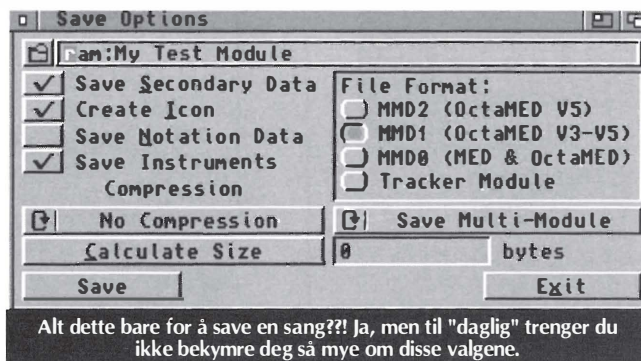 Save Options
ram:My Test Module
Save Secondary Data
Create Icon
Save Notation Data
Save Instruments
Compression
File Format:
MMD2 (OctaMED V5)
MMD1 (OctaMED V3-V5)
MMD0 (MED & OctaMED)
Tracker Module
No Compression
Save Multi-Module
Calculate Size
0 bytes
Save
Exit
Alt dette bare for å save en sang??! Ja, men til "daglig" trenger du
ikke bekymre deg så mye om disse valgene.